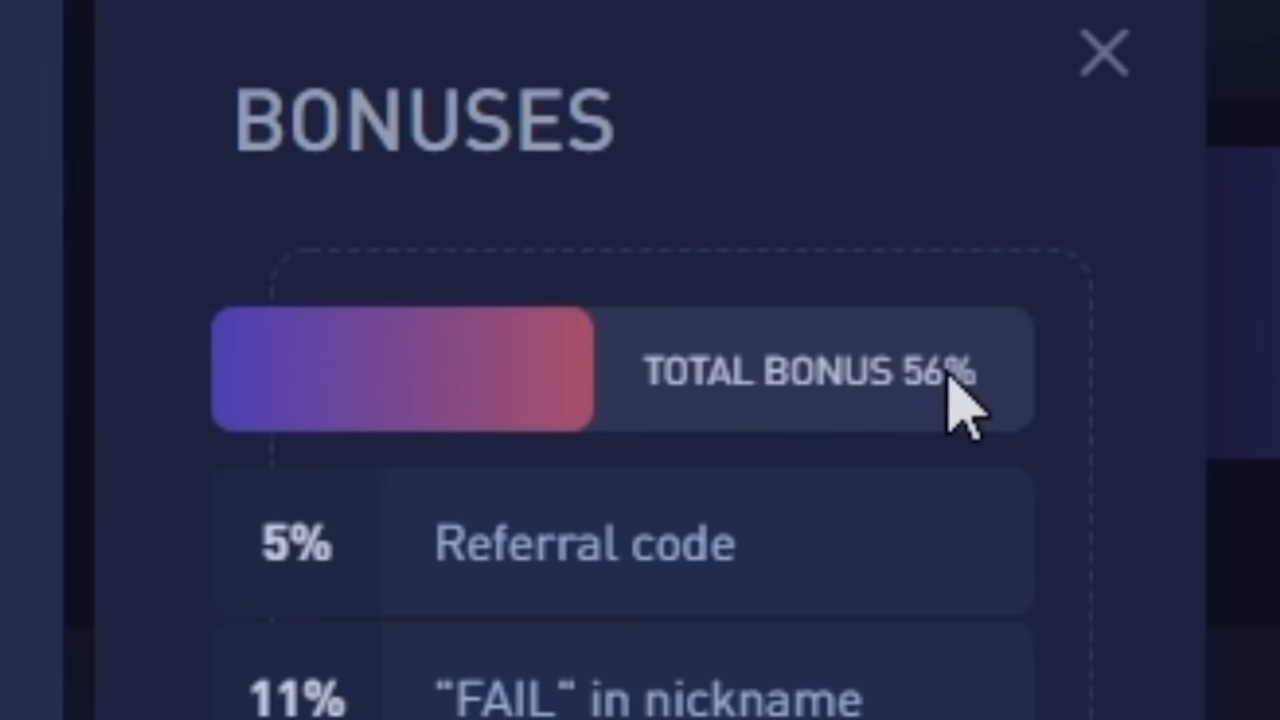 BONUSES
TOTAL BONUS 56%
5% Referral code
11% "FAIL" in nickname